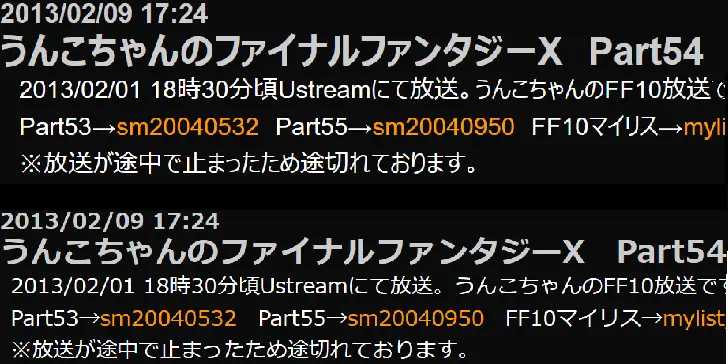 2013/02/09 17:24
うんこちゃんのファイナルファンタジーX Part54
2013/02/01 18時30分頃Ustreamにて放送。うんこちゃんのFF10放送で
Part53→sm20040532 Part55→sm20040950 FF10マイリス→myli
※放送が途中で止まったため途切れております。
2013/02/09 17:24
うんこちゃんのファイナルファンタジーX Part54
2013/02/01 18時30分頃Ustreamにて放送。うんこちゃんのFF10放送です
Part53→sm20040532 Part55→sm20040950 FF10マイリス→mylist
※放送が途中で止まったため途切れております。